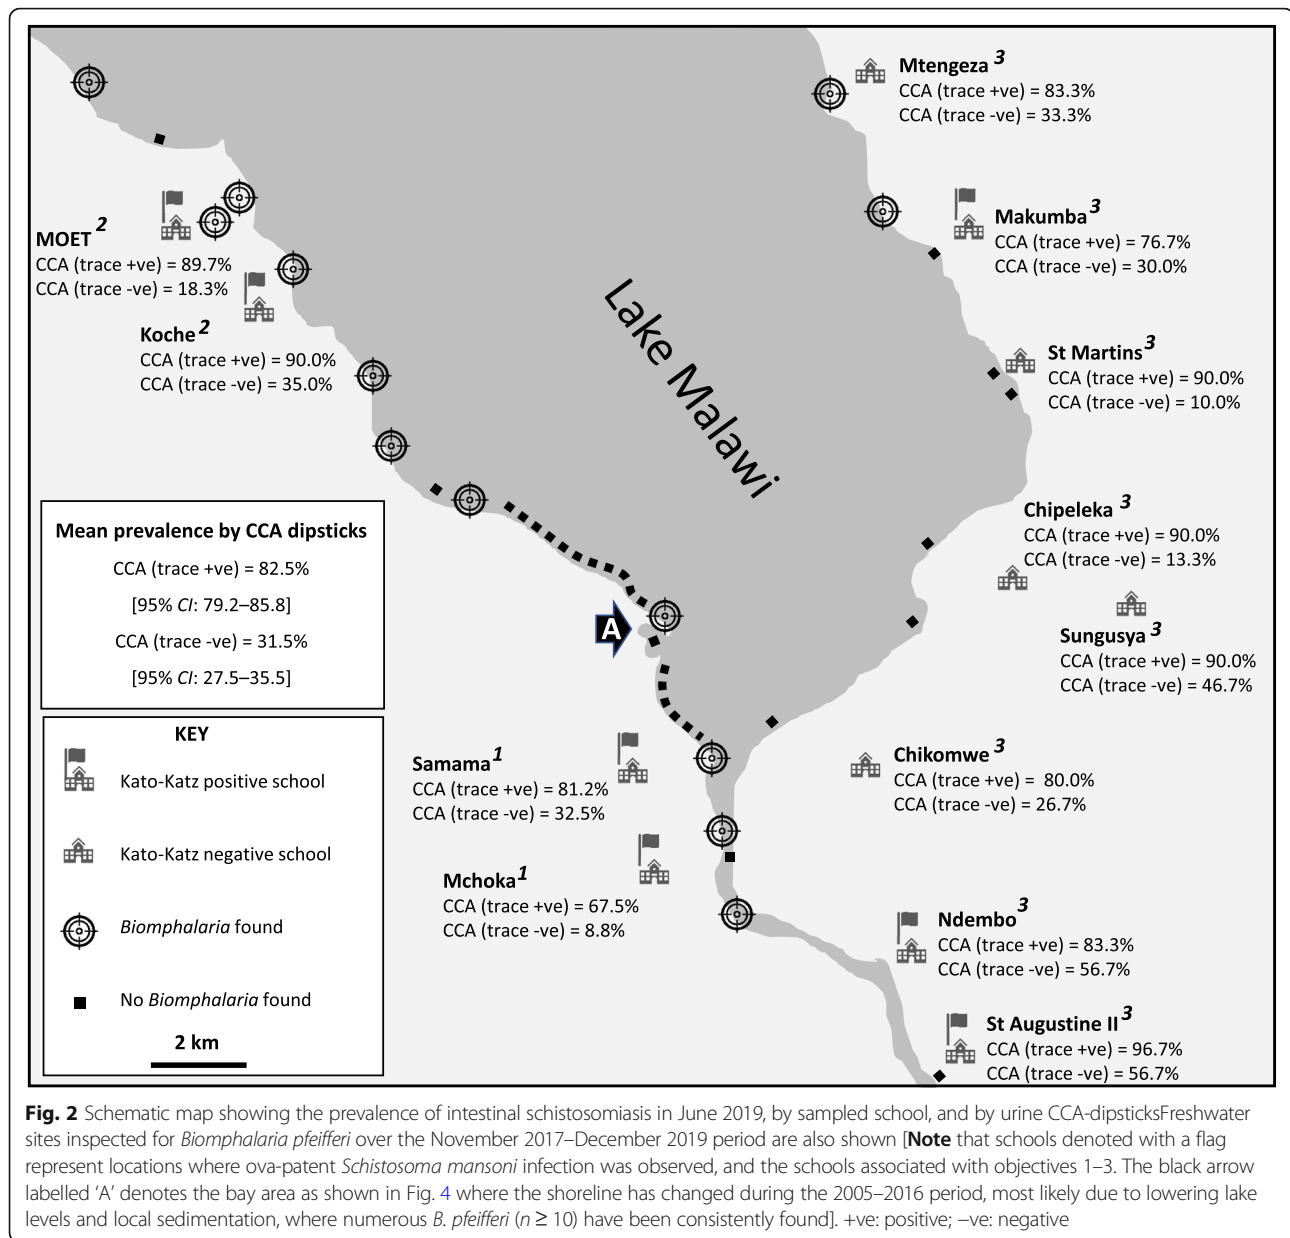 Mtengeza 3
CCA (trace +ve) = 83.3%
CCA (trace -ve) = 33.3%
Makumba 3
CCA (trace +ve) = 76.7%
CCA (trace -ve) = 30.0%
MOET 2
CCA (trace +ve) = 89.7%
CCA (trace -ve) = 18.3%
Koche 2
CCA (trace +ve) = 90.0%
CCA (trace -ve) = 35.0%
Lake Malawi
St Martins 3
CCA (trace +ve) = 90.0%
CCA (trace -ve) = 10.0%
Chipeleka 3
CCA (trace +ve) = 90.0%
CCA (trace -ve) = 13.3%
Sungusya 3
CCA (trace +ve) = 90.0%
CCA (trace -ve) = 46.7%
Mean prevalence by CCA dipsticks
CCA (trace +ve) = 82.5%
[95% CI: 79.2–85.8]
CCA (trace -ve) = 31.5%
[95% CI: 27.5–35.5]
A
Samama 1
CCA (trace +ve) = 81.2%
CCA (trace -ve) = 32.5%
Chikomwe 3
CCA (trace +ve) = 80.0%
CCA (trace -ve) = 26.7%
Mchoka 1
CCA (trace +ve) = 67.5%
CCA (trace -ve) = 8.8%
Ndembo 3
CCA (trace +ve) = 83.3%
CCA (trace -ve) = 56.7%
St Augustine II 3
CCA (trace +ve) = 96.7%
CCA (trace -ve) = 56.7%
KEY
Kato-Katz positive school
Kato-Katz negative school
Biomphalaria found
No Biomphalaria found
2 km
Fig. 2 Schematic map showing the prevalence of intestinal schistosomiasis in June 2019, by sampled school, and by urine CCA-dipsticksFreshwater
sites inspected for Biomphalaria pfeifferi over the November 2017–December 2019 period are also shown [Note that schools denoted with a flag
represent locations where ova-patent Schistosoma mansoni infection was observed, and the schools associated with objectives 1–3. The black arrow
labelled ‘A’ denotes the bay area as shown in Fig. 4 where the shoreline has changed during the 2005–2016 period, most likely due to lowering lake
levels and local sedimentation, where numerous B. pfeifferi (n ≥ 10) have been consistently found]. +ve: positive; −ve: negative